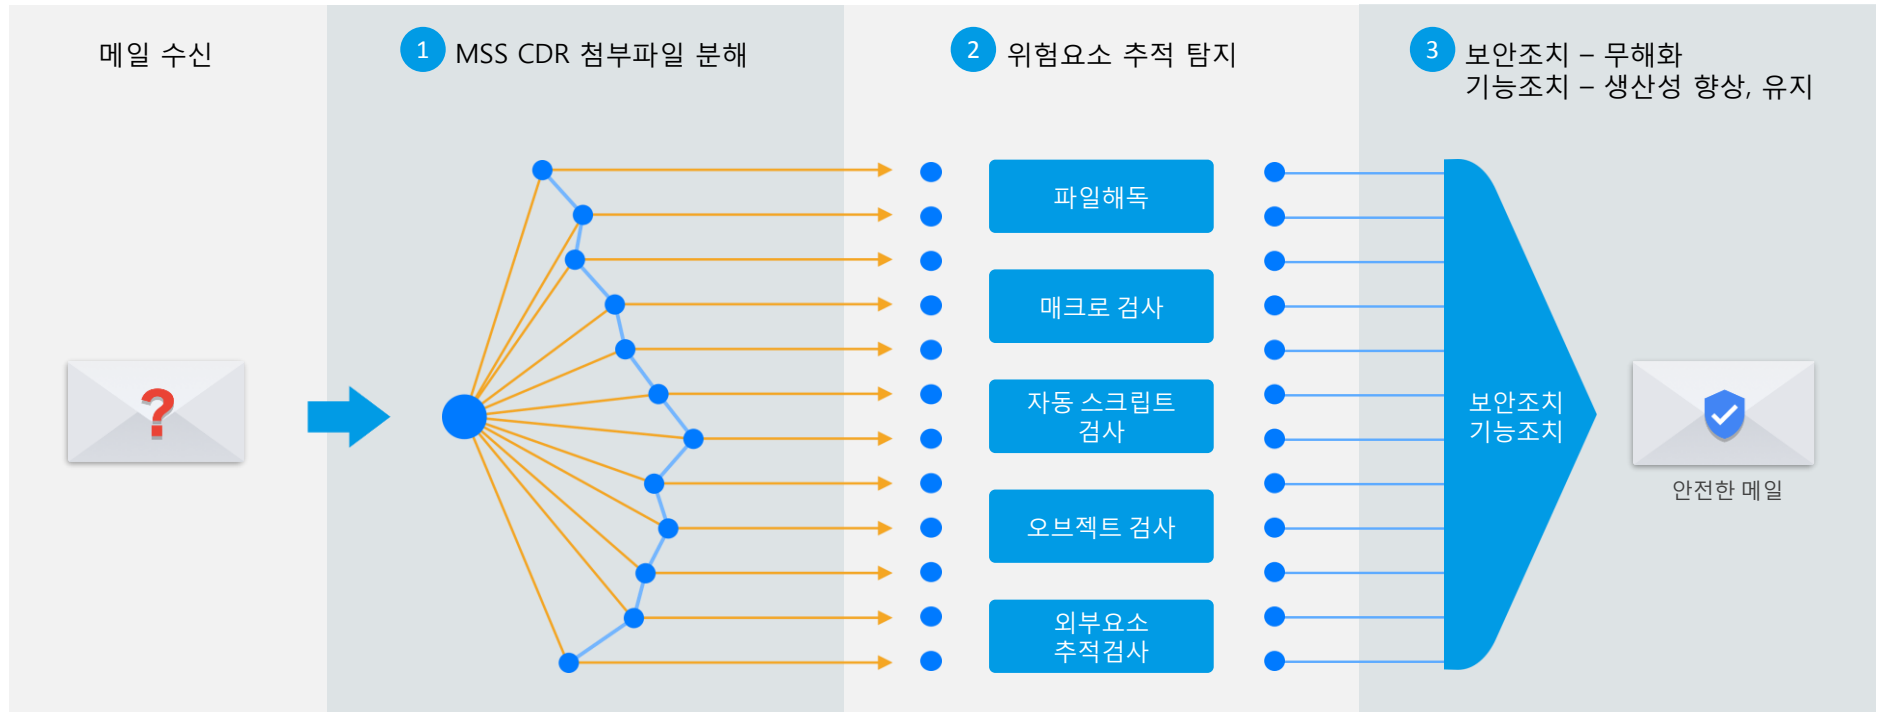 메일 수신
1 MSS CDR 첨부파일 분해
2 위험요소 추적 탐지
3 보안조치 – 무해화
기능조치 – 생산성 향상, 유지
?
파일해독
매크로 검사
자동 스크립트
검사
오브젝트 검사
외부요소
추적검사
보안조치
기능조치
안전한 메일